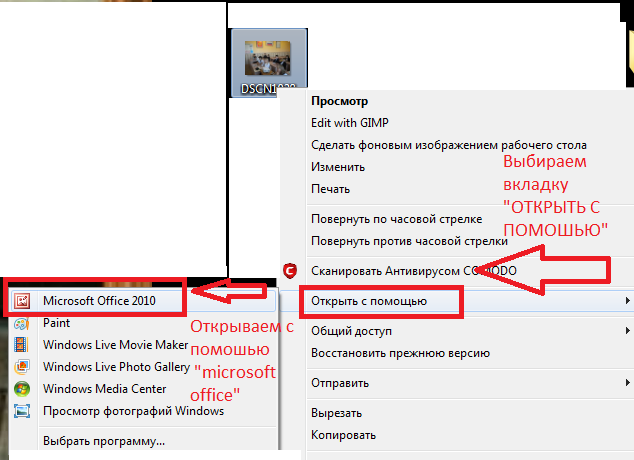 DSCN1030
Просмотр
Edit with GIMP
Сделать фоновым изображением рабочего стола
Изменить
Печать
Выбираем
вкладку
"ОТКРЫТЬ С
ПОМОШЬЮ"
Повернуть по часовой стрелке
Повернуть против часовой стрелки
Сканировать Антивирусом COMODO
Открыть с помощью
Общий доступ
Восстановить прежнюю версию
Отправить
Вырезать
Копировать
Microsoft Office 2010
Paint
Windows Live Movie Maker
Windows Live Photo Gallery
Windows Media Center
Просмотр фотографий Windows
Выбрать программу...
Открываем с
помошью
"microsoft
office"